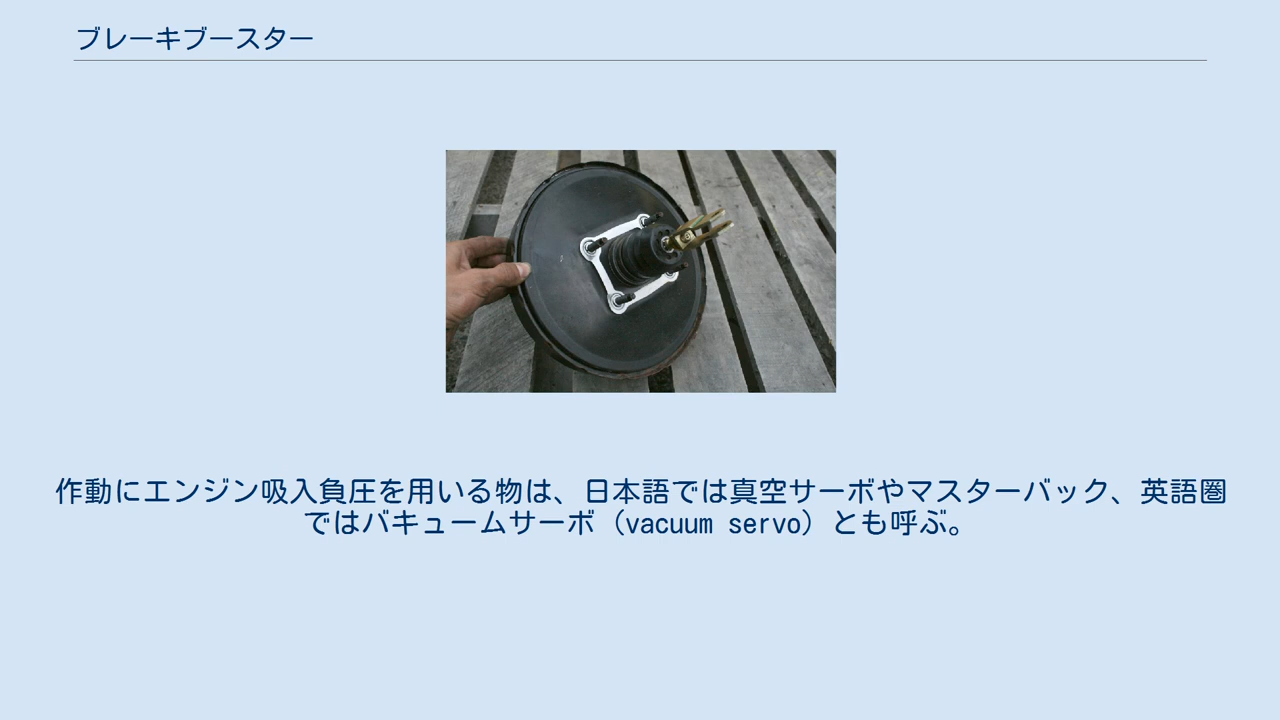 ブレーキブースター
作動にエンジン吸入負圧を用いる物は、日本語では真空サーボやマスターバック、英語圏
ではバキュームサーボ（vacuum servo）とも呼ぶ。